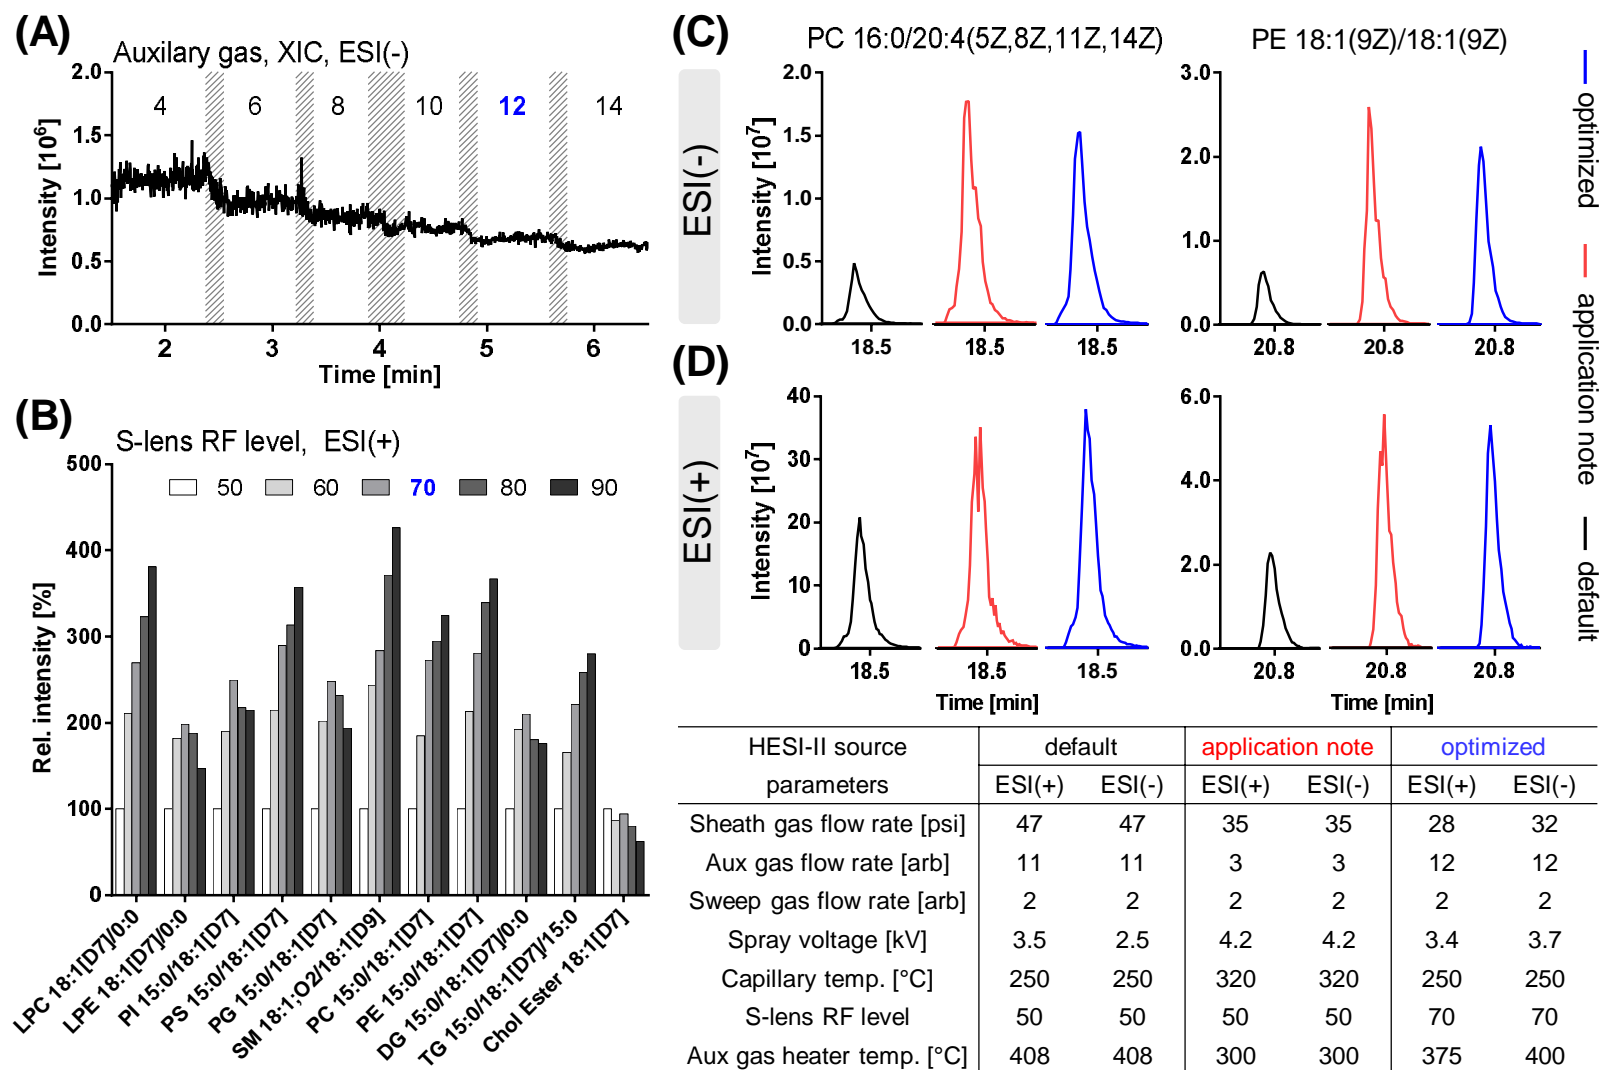 (A)
Auxilary gas, XIC, ESI(-)
4 6 8 10 12 14
2.0
1.5
1.0
0.5
0.0
Intensity [10⁶]
2 3 4 5 6
Time [min]
(B)
S-lens RF level, ESI(+)
50 60 70 80 90
500
400
300
200
100
0
Rel. intensity [%]
LPC 18:1[D7]/0:0
LPE 18:1[D7]/0:0
PI 15:0/18:1[D7]
PS 15:0/18:1[D7]
PG 15:0/18:1[D7]
SM 18:1;O2/18:1[D9]
PC 15:0/18:1[D7]
PE 15:0/18:1[D7]
DG 15:0/18:1[D7]/0:0
TG 15:0/18:1[D7]/15:0
Chol Ester 18:1[D7]
(C)
PC 16:0/20:4(5Z,8Z,11Z,14Z)
PE 18:1(9Z)/18:1(9Z)
ESI(-)
Intensity [10⁷]
2.0
1.5
1.0
0.5
0.0
18.5 18.5 18.5
3.0
2.0
1.0
0.0
20.8 20.8 20.8
(D)
ESI(+)
Intensity [10⁷]
40
30
20
10
0
18.5 18.5 18.5
Time [min]
6.0
4.0
2.0
0.0
20.8 20.8 20.8
Time [min]
optimized
application note
default
HESI-II source default application note optimized
parameters ESI(+) ESI(-) ESI(+) ESI(-) ESI(+) ESI(-)
Sheath gas flow rate [psi] 47 47 35 35 28 32
Aux gas flow rate [arb] 11 11 3 3 12 12
Sweep gas flow rate [arb] 2 2 2 2 2 2
Spray voltage [kV] 3.5 2.5 4.2 4.2 3.4 3.7
Capillary temp. [°C] 250 250 320 320 250 250
S-lens RF level 50 50 50 50 70 70
Aux gas heater temp. [°C] 408 408 300 300 375 400